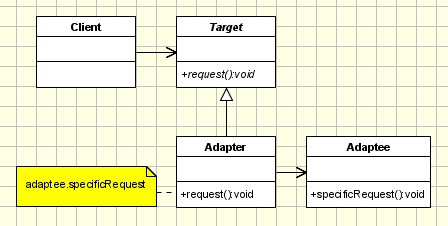 Client
Target
+request():void
Adapter
Adaptee
adaptee.specificRequest
+request():void
+specificRequest():void